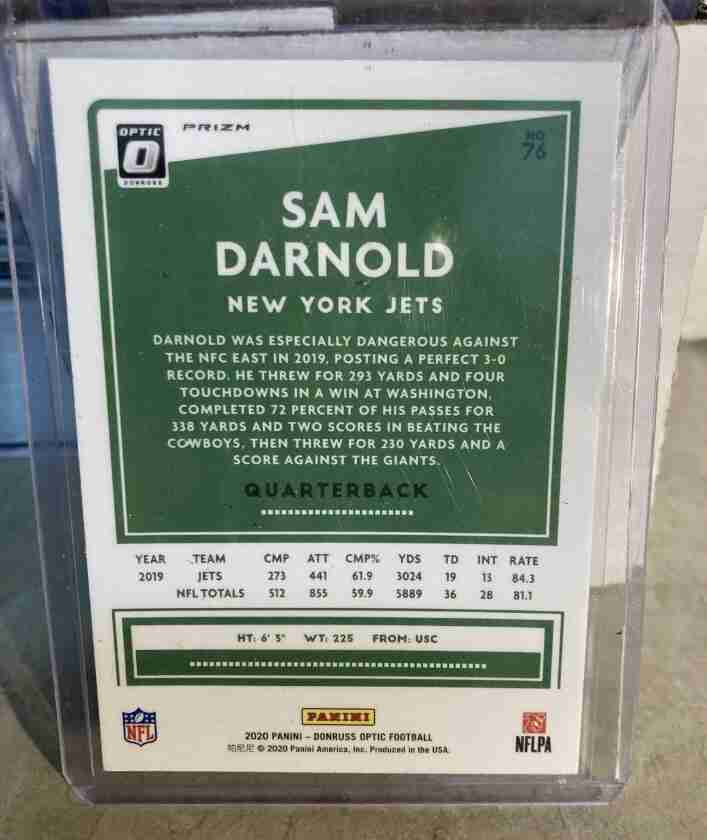 OPTIC
DONRUSS
PRIZM
NO
76
SAM
DARNOLD
NEW YORK JETS
DARNOLD WAS ESPECIALLY DANGEROUS AGAINST
THE NFC EAST IN 2019, POSTING A PERFECT 3-0
RECORD. HE THREW FOR 293 YARDS AND FOUR
TOUCHDOWNS IN A WIN AT WASHINGTON,
COMPLETED 72 PERCENT OF HIS PASSES FOR
338 YARDS AND TWO SCORES IN BEATING THE
COWBOYS, THEN THREW FOR 230 YARDS AND A
SCORE AGAINST THE GIANTS.
QUARTERBACK
YEAR TEAM CMP ATT CMP% YDS TD INT RATE
2019 JETS 273 441 61.9 3024 19 13 84.3
NFL TOTALS 512 855 59.9 5889 36 28 81.1
HT: 6' 5" WT: 225 FROM: USC
NFL
PANINI
2020 PANINI – DONRUSS OPTIC FOOTBALL
帕尼尼 © 2020 Panini America, Inc. Produced in the USA.
NFLPA